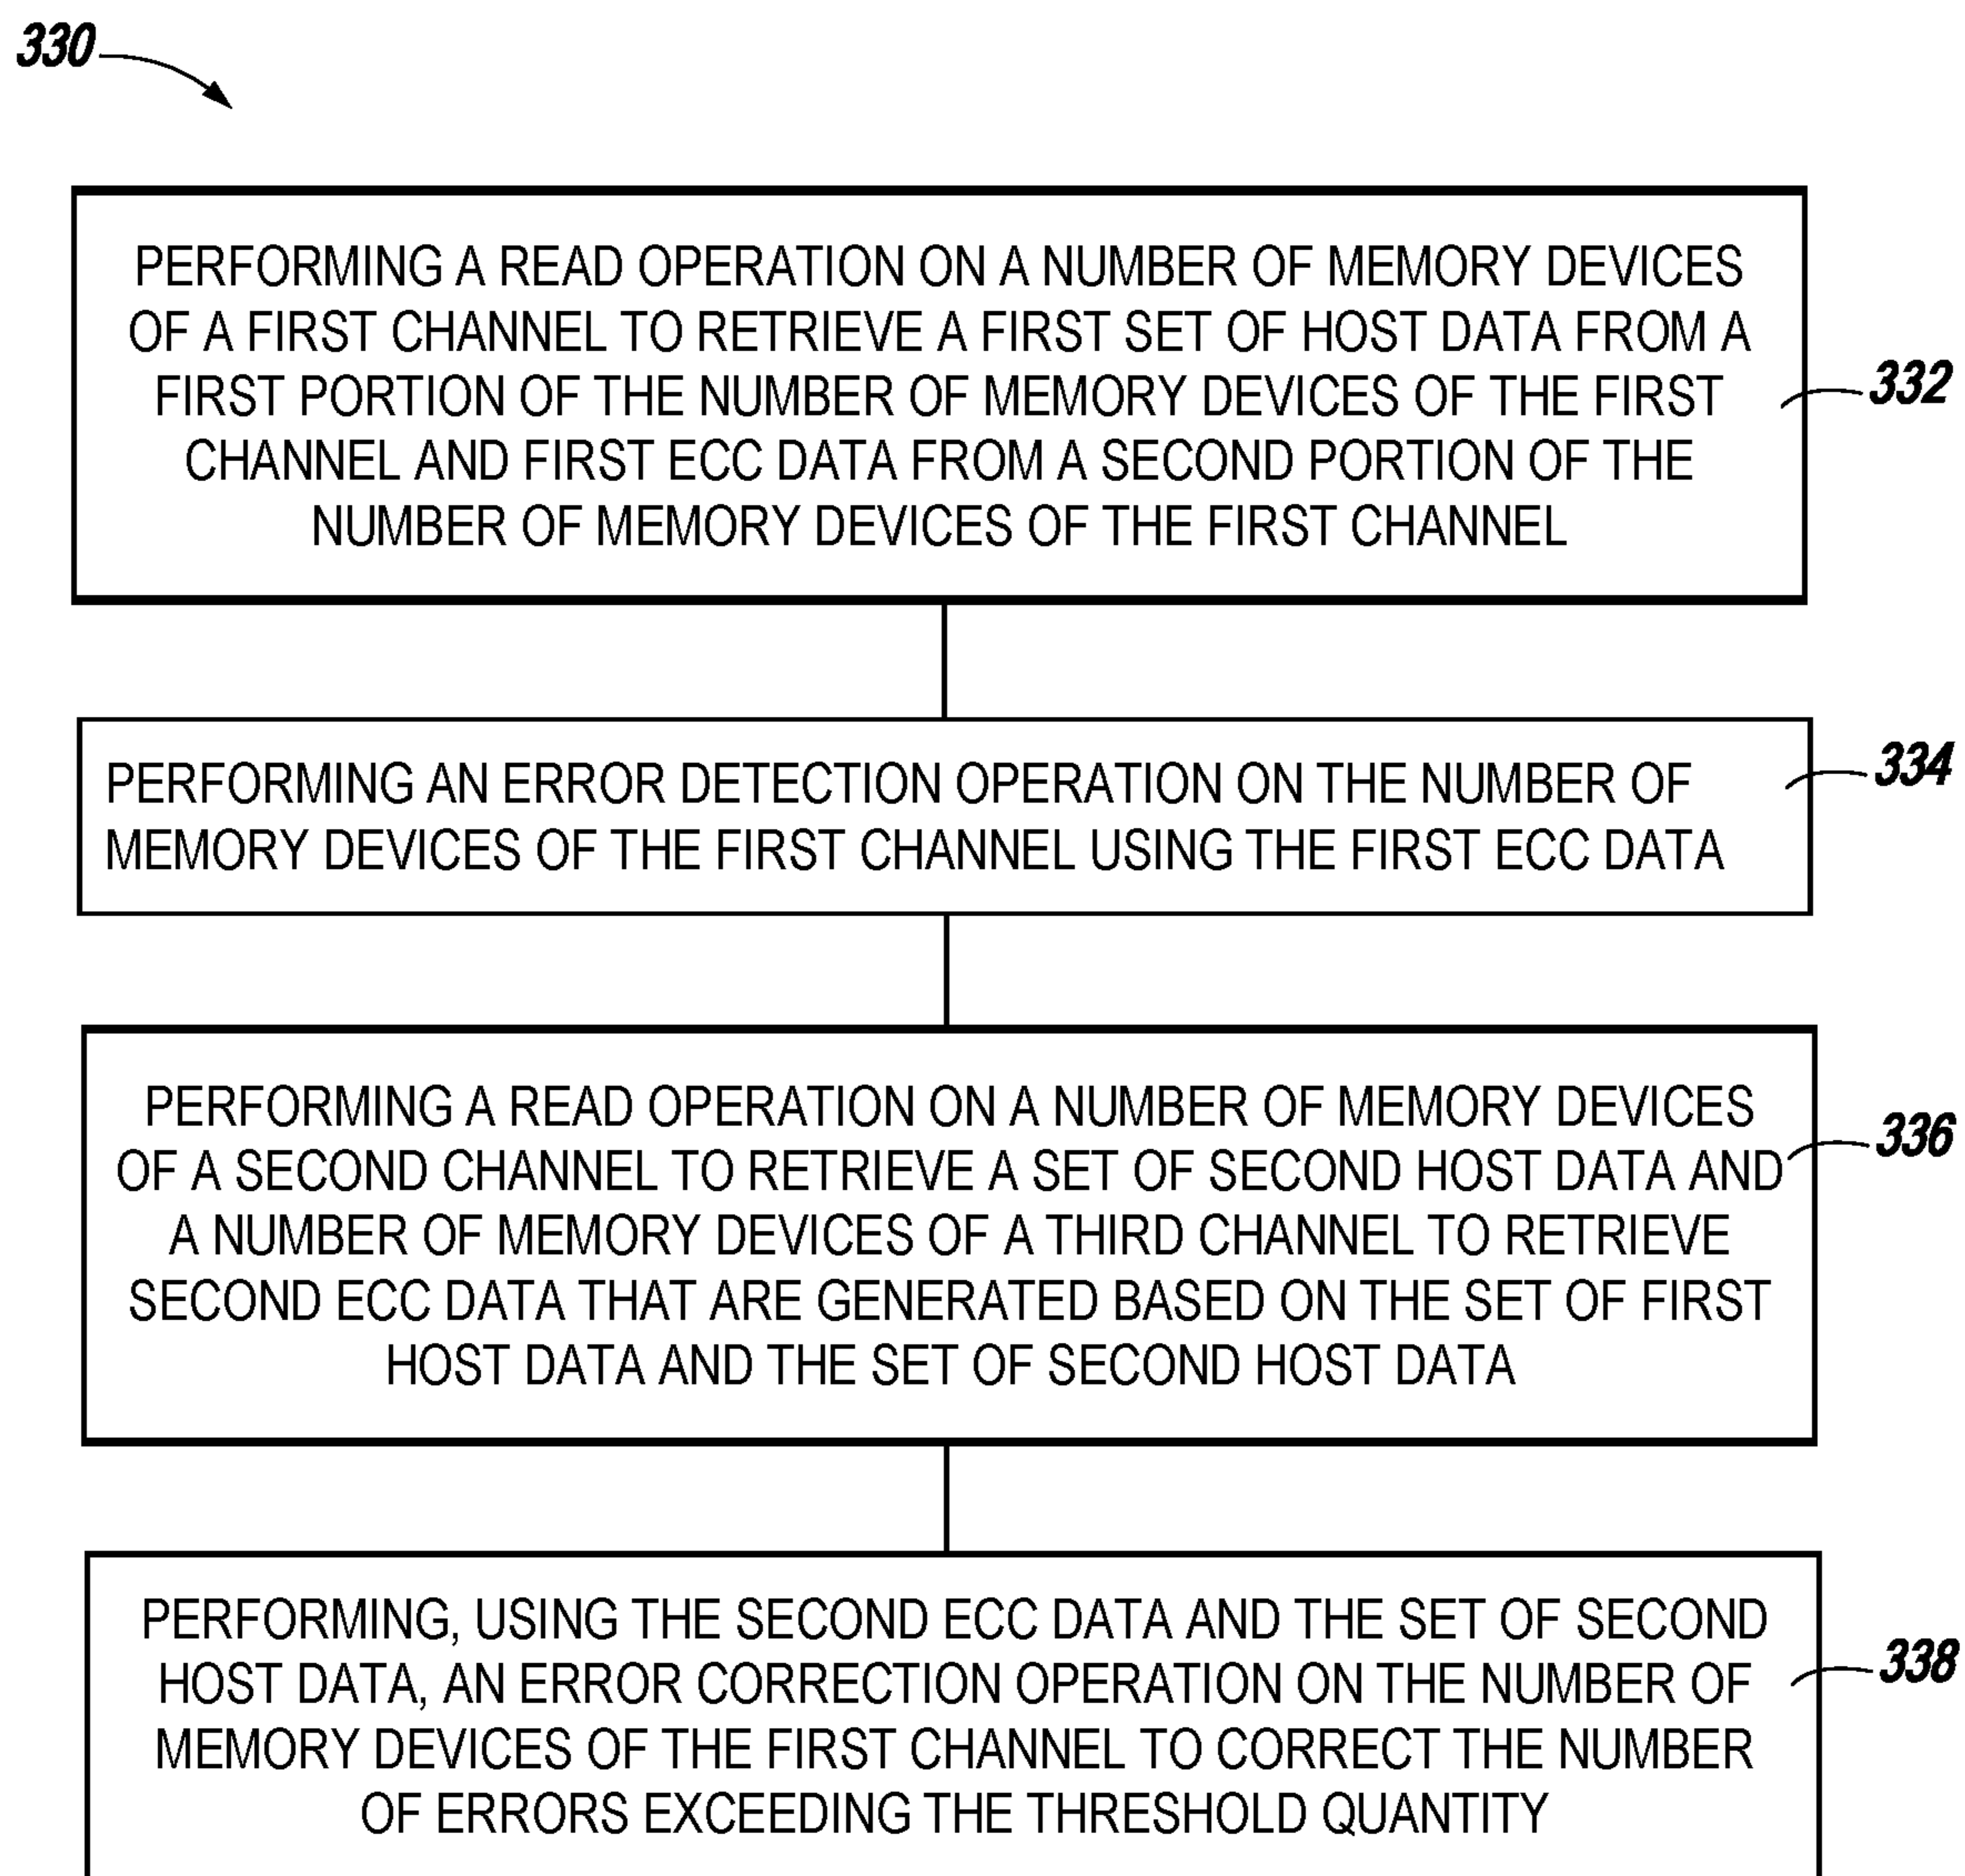 330
PERFORMING A READ OPERATION ON A NUMBER OF MEMORY DEVICES
OF A FIRST CHANNEL TO RETRIEVE A FIRST SET OF HOST DATA FROM A
FIRST PORTION OF THE NUMBER OF MEMORY DEVICES OF THE FIRST
CHANNEL AND FIRST ECC DATA FROM A SECOND PORTION OF THE
NUMBER OF MEMORY DEVICES OF THE FIRST CHANNEL
332
PERFORMING AN ERROR DETECTION OPERATION ON THE NUMBER OF
MEMORY DEVICES OF THE FIRST CHANNEL USING THE FIRST ECC DATA
334
PERFORMING A READ OPERATION ON A NUMBER OF MEMORY DEVICES
OF A SECOND CHANNEL TO RETRIEVE A SET OF SECOND HOST DATA AND
A NUMBER OF MEMORY DEVICES OF A THIRD CHANNEL TO RETRIEVE
SECOND ECC DATA THAT ARE GENERATED BASED ON THE SET OF FIRST
HOST DATA AND THE SET OF SECOND HOST DATA
336
PERFORMING, USING THE SECOND ECC DATA AND THE SET OF SECOND
HOST DATA, AN ERROR CORRECTION OPERATION ON THE NUMBER OF
MEMORY DEVICES OF THE FIRST CHANNEL TO CORRECT THE NUMBER
OF ERRORS EXCEEDING THE THRESHOLD QUANTITY
338